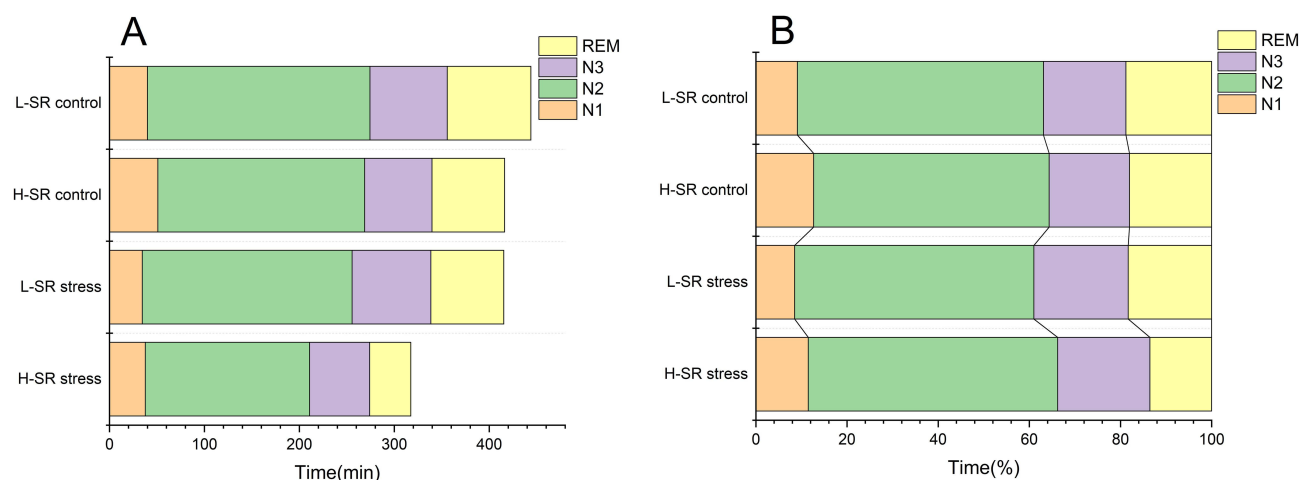 A
REM
N3
N2
N1
L-SR control
H-SR control
L-SR stress
H-SR stress
0 100 200 300 400
Time(min)
B
REM
N3
N2
N1
L-SR control
H-SR control
L-SR stress
H-SR stress
0 20 40 60 80 100
Time(%)